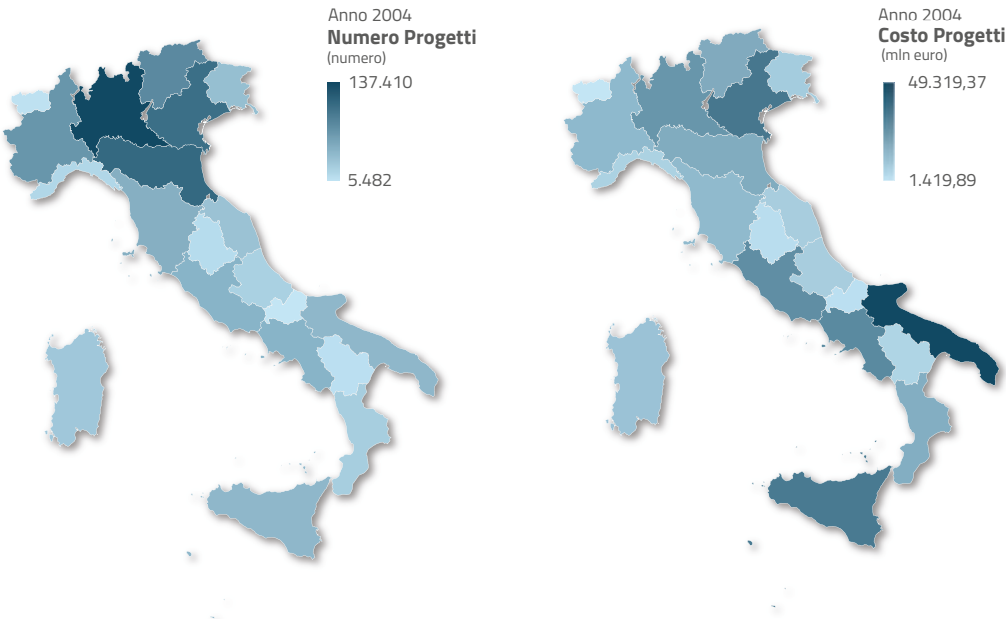 Anno 2004
Numero Progetti
(numero)
137.410
5.482
Anno 2004
Costo Progetti
(mln euro)
49.319,37
1.419,89